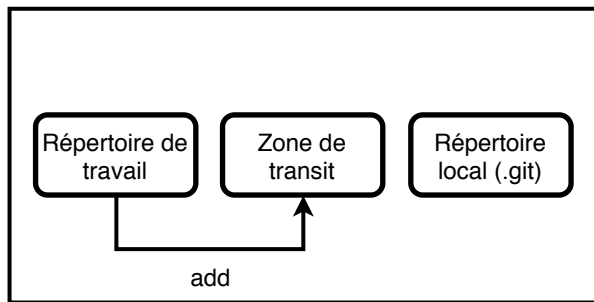 Répertoire de
travail
Zone de
transit
Répertoire
local (.git)
add